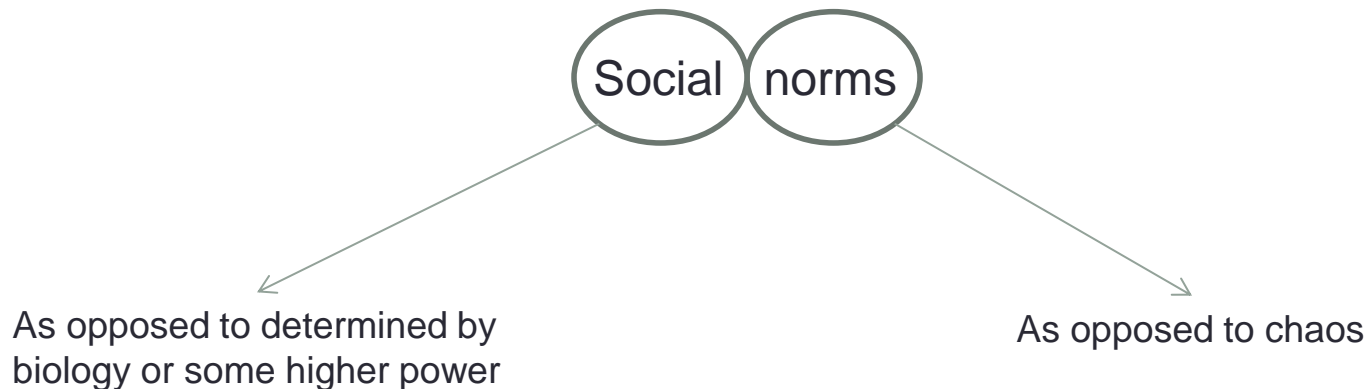 Social norms
As opposed to determined by
biology or some higher power
As opposed to chaos